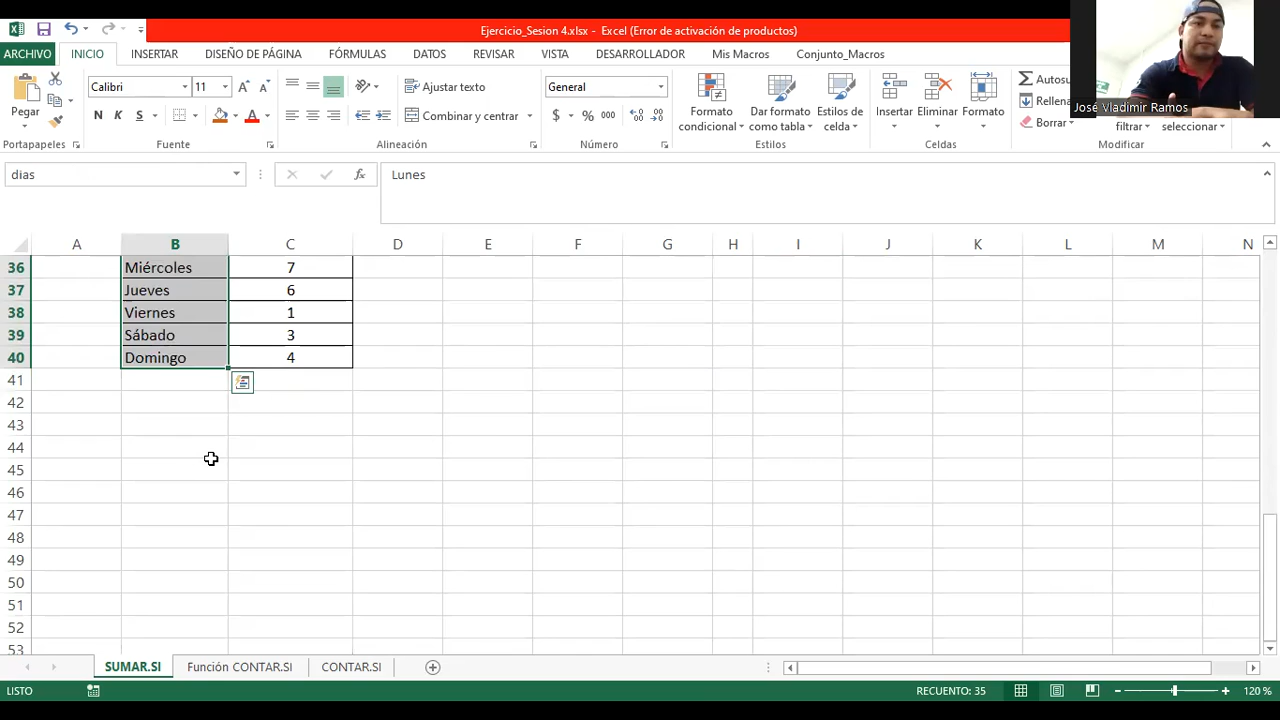 Ejercicio_Sesion 4.xlsx - Excel (Error de activación de productos)
ARCHIVO INICIO INSERTAR DISEÑO DE PÁGINA FÓRMULAS DATOS REVISAR VISTA DESARROLLADOR Mis Macros Conjunto_Macros
Pegar
Calibri 11
N K S
Ajustar texto
Combinar y centrar
General
$ % 000
Formato condicional
Dar formato como tabla
Estilos de celda
Insertar
Eliminar
Formato
Autosu
Rellena
Borrar
filtrar
seleccionar
José Vladimir Ramos
Portapapeles Fuente Alineación Número Estilos Celdas Modificar
dias fx Lunes
A B C D E F G H I J K L M N
36 Miércoles 7
37 Jueves 6
38 Viernes 1
39 Sábado 3
40 Domingo 4
41
42
43
44
45
46
47
48
49
50
51
52
53
SUMAR.SI Función CONTAR.SI CONTAR.SI
LISTO RECUENTO: 35 120 %